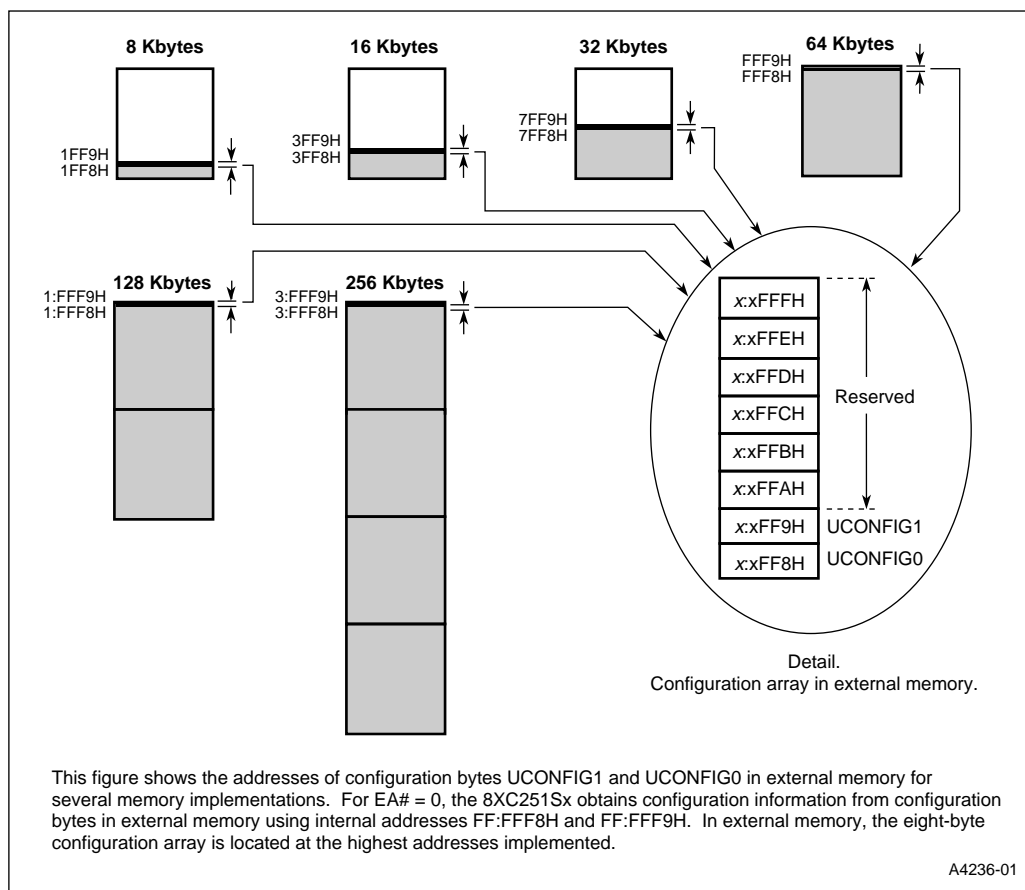 8 Kbytes
16 Kbytes
32 Kbytes
64 Kbytes
1FF9H
1FF8H
3FF9H
3FF8H
7FF9H
7FF8H
FFF9H
FFF8H
128 Kbytes
1:FFF9H
1:FFF8H
256 Kbytes
3:FFF9H
3:FFF8H
x:xFFFH
x:xFFEH
x:xFFDH
x:xFFCH
x:xFFBH
x:xFFAH
Reserved
x:xFF9H UCONFIG1
x:xFF8H UCONFIG0
Detail.
Configuration array in external memory.
This figure shows the addresses of configuration bytes UCONFIG1 and UCONFIG0 in external memory for
several memory implementations. For EA# = 0, the 8XC251Sx obtains configuration information from configuration
bytes in external memory using internal addresses FF:FFF8H and FF:FFF9H. In external memory, the eight-byte
configuration array is located at the highest addresses implemented.
A4236-01